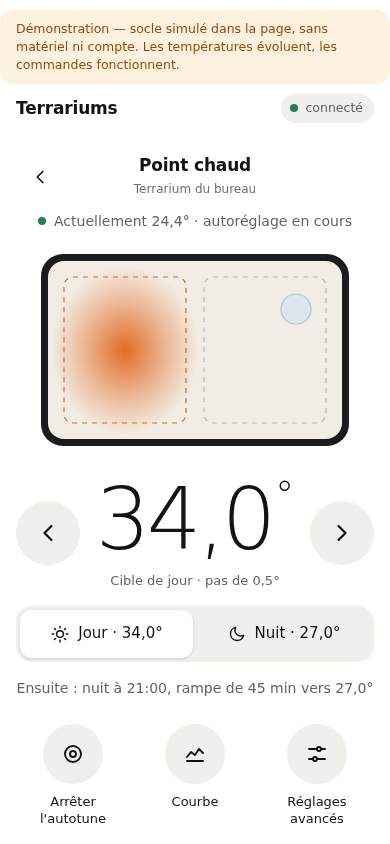 Démonstration — socle simulé dans la page, sans
matériel ni compte. Les températures évoluent, les
commandes fonctionnent.
Terrariums
connecté
Point chaud
Terrarium du bureau
Actuellement 24,4° · autoréglage en cours
34,0°
Cible de jour · pas de 0,5°
Jour · 34,0°
Nuit · 27,0°
Ensuite : nuit à 21:00, rampe de 45 min vers 27,0°
Arrêter
l'autotune
Courbe
Réglages
avancés